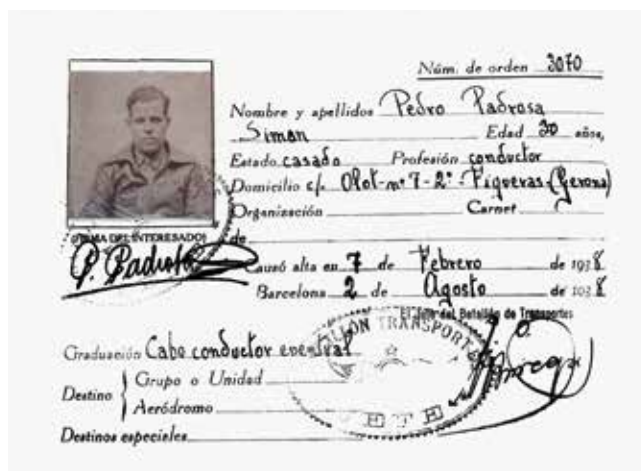 Núm. de orden 3070
Nombre y apellidos Pedro Padrosa
Simon Edad 30 años,
Estado casado Profesión conductor
Domicilio c/. Olot-nº 7-2º-Figueras (Gerona)
Organización Carnet
(FIRMA DEL INTERESADO)
de
P. Padrosa
Causó alta en 7 de Febrero de 1938
Barcelona 2 de Agosto de 1938
El Jefe del Batallón de Transportes
P. O.
Graduación Cabo conductor eventual
BATALLÓN TRANSPORTE
Destino Grupo o Unidad
Aeródromo
Destinos especiales